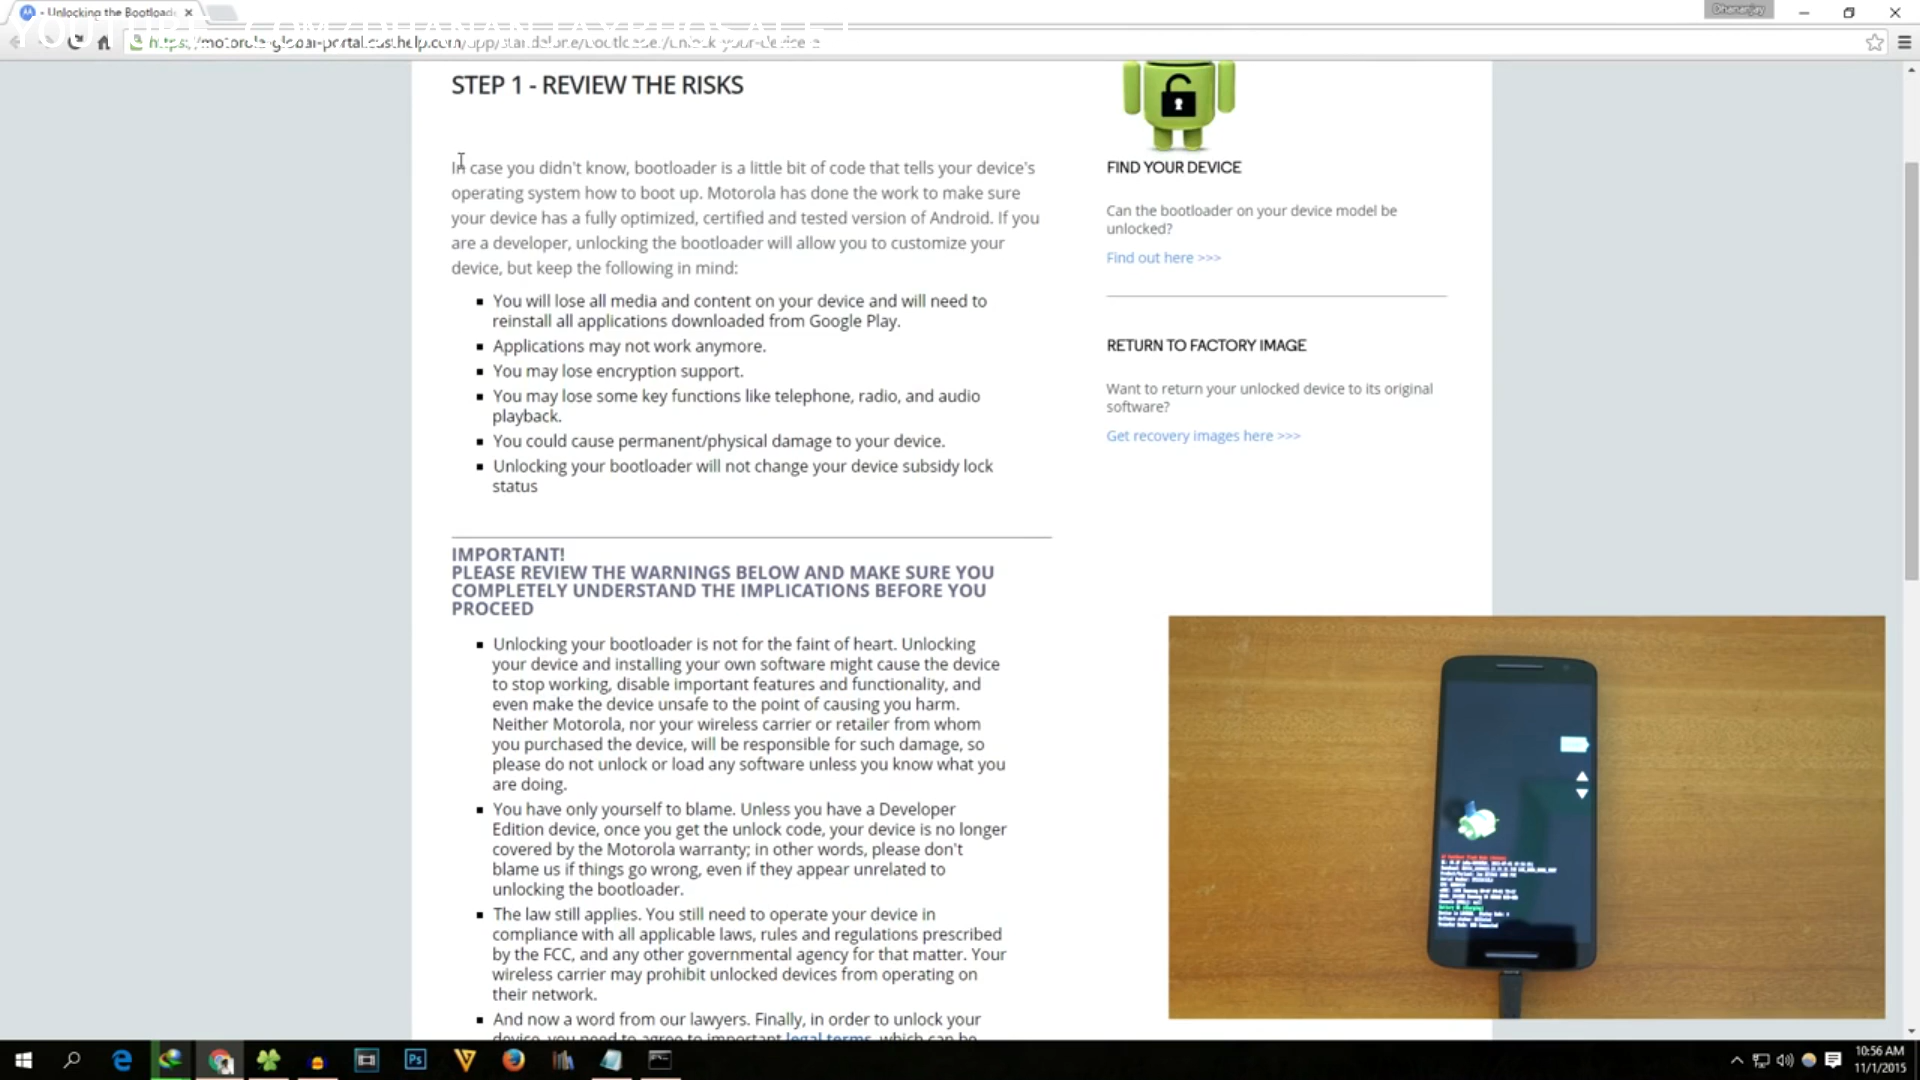 - Unlocking the Bootload
Dhananjay
STEP 1 - REVIEW THE RISKS
In case you didn't know, bootloader is a little bit of code that tells your device's
operating system how to boot up. Motorola has done the work to make sure
your device has a fully optimized, certified and tested version of Android. If you
are a developer, unlocking the bootloader will allow you to customize your
device, but keep the following in mind:
You will lose all media and content on your device and will need to
reinstall all applications downloaded from Google Play.
Applications may not work anymore.
You may lose encryption support.
You may lose some key functions like telephone, radio, and audio
playback.
You could cause permanent/physical damage to your device.
Unlocking your bootloader will not change your device subsidy lock
status
IMPORTANT!
PLEASE REVIEW THE WARNINGS BELOW AND MAKE SURE YOU
COMPLETELY UNDERSTAND THE IMPLICATIONS BEFORE YOU
PROCEED
Unlocking your bootloader is not for the faint of heart. Unlocking
your device and installing your own software might cause the device
to stop working, disable important features and functionality, and
even make the device unsafe to the point of causing you harm.
Neither Motorola, nor your wireless carrier or retailer from whom
you purchased the device, will be responsible for such damage, so
please do not unlock or load any software unless you know what you
are doing.
You have only yourself to blame. Unless you have a Developer
Edition device, once you get the unlock code, your device is no longer
covered by the Motorola warranty; in other words, please don't
blame us if things go wrong, even if they appear unrelated to
unlocking the bootloader.
The law still applies. You still need to operate your device in
compliance with all applicable laws, rules and regulations prescribed
by the FCC, and any other governmental agency for that matter. Your
wireless carrier may prohibit unlocked devices from operating on
their network.
And now a word from our lawyers. Finally, in order to unlock your
device, you need to agree to important legal terms, which can be
FIND YOUR DEVICE
Can the bootloader on your device model be
unlocked?
Find out here >>>
RETURN TO FACTORY IMAGE
Want to return your unlocked device to its original
software?
Get recovery images here >>>
Ps
10:56 AM
11/1/2015